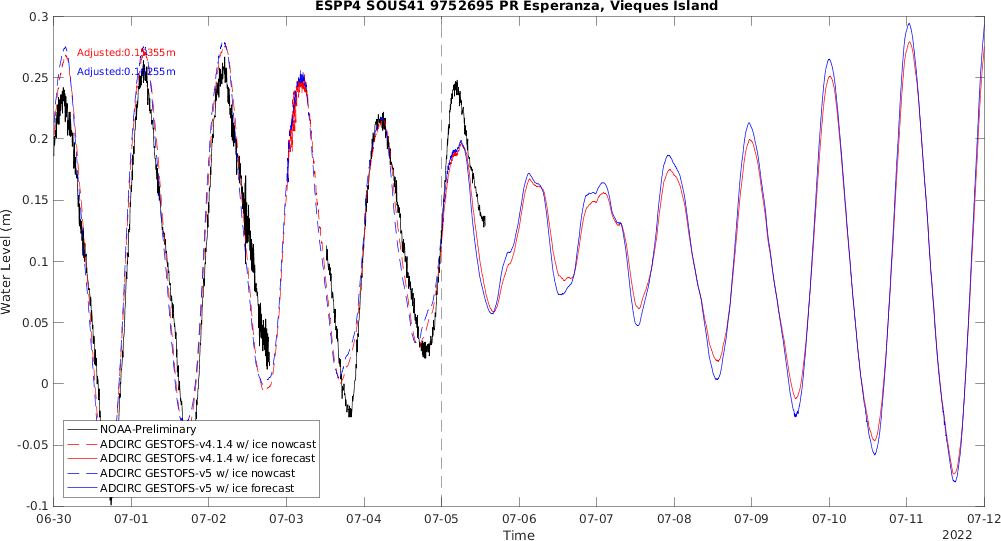 ESPP4 SOUS41 9752695 PR Esperanza, Vieques Island
0.3
0.25
0.2
0.15
0.1
0.05
0
-0.05
-0.1
Water Level (m)
NOAA-Preliminary
ADCIRC GESTOFS-v4.1.4 w/ ice nowcast
ADCIRC GESTOFS-v4.1.4 w/ ice forecast
ADCIRC GESTOFS-v5 w/ ice nowcast
ADCIRC GESTOFS-v5 w/ ice forecast
06-30 07-01 07-02 07-03 07-04 07-05 07-06 07-07 07-08 07-09 07-10 07-11 07-12
Time
2022